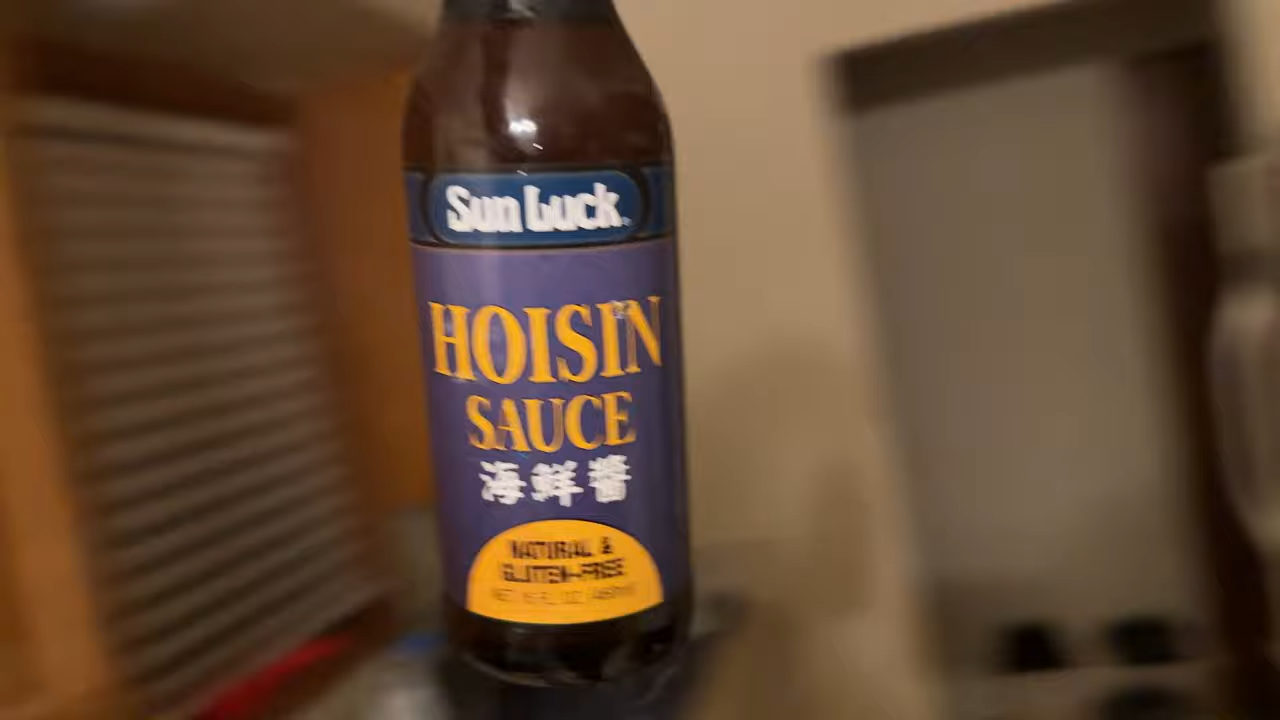 Sun Luck
HOISIN
SAUCE
海鮮醬
NATURAL &
GLUTEN-FREE